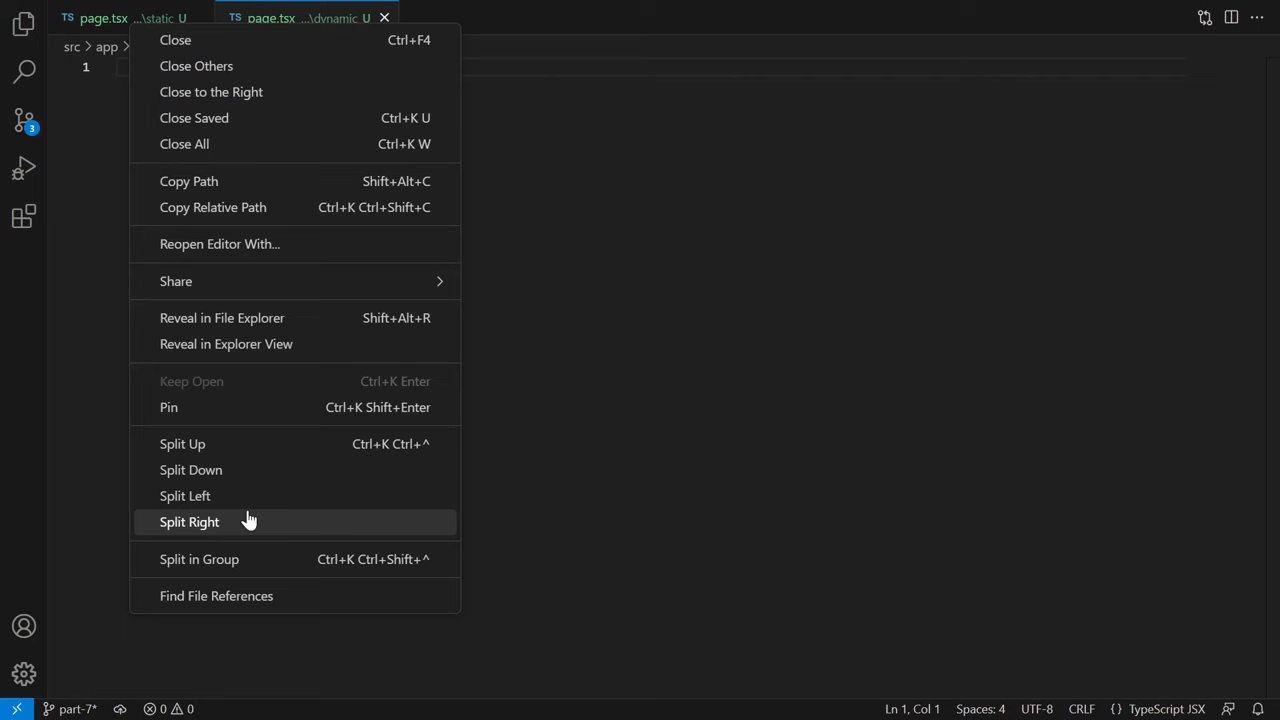 TS page.tsx ...\static U TS page.tsx ...\dynamic U
src > app >
1
Close Ctrl+F4
Close Others
Close to the Right
Close Saved Ctrl+K U
Close All Ctrl+K W
Copy Path Shift+Alt+C
Copy Relative Path Ctrl+K Ctrl+Shift+C
Reopen Editor With...
Share
Reveal in File Explorer Shift+Alt+R
Reveal in Explorer View
Keep Open Ctrl+K Enter
Pin Ctrl+K Shift+Enter
Split Up Ctrl+K Ctrl+^
Split Down
Split Left
Split Right
Split in Group Ctrl+K Ctrl+Shift+^
Find File References
3
part-7* 0 0 Ln 1, Col 1 Spaces: 4 UTF-8 CRLF {} TypeScript JSX